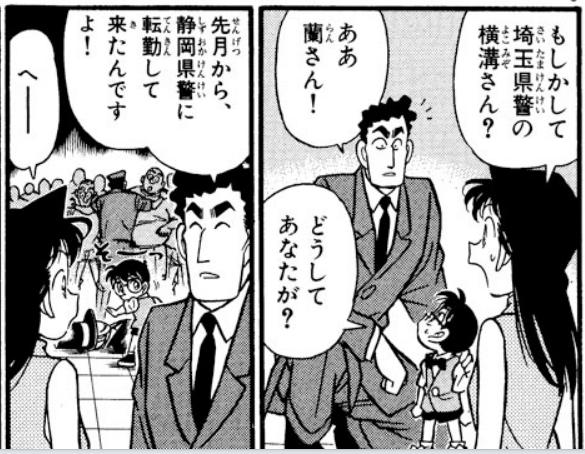 もしかして
埼玉県警の
横溝さん？
ああ
蘭さん！
どうして
あなたが？
先月から、
静岡県警に
転勤して
来たんです
よ！
へ──